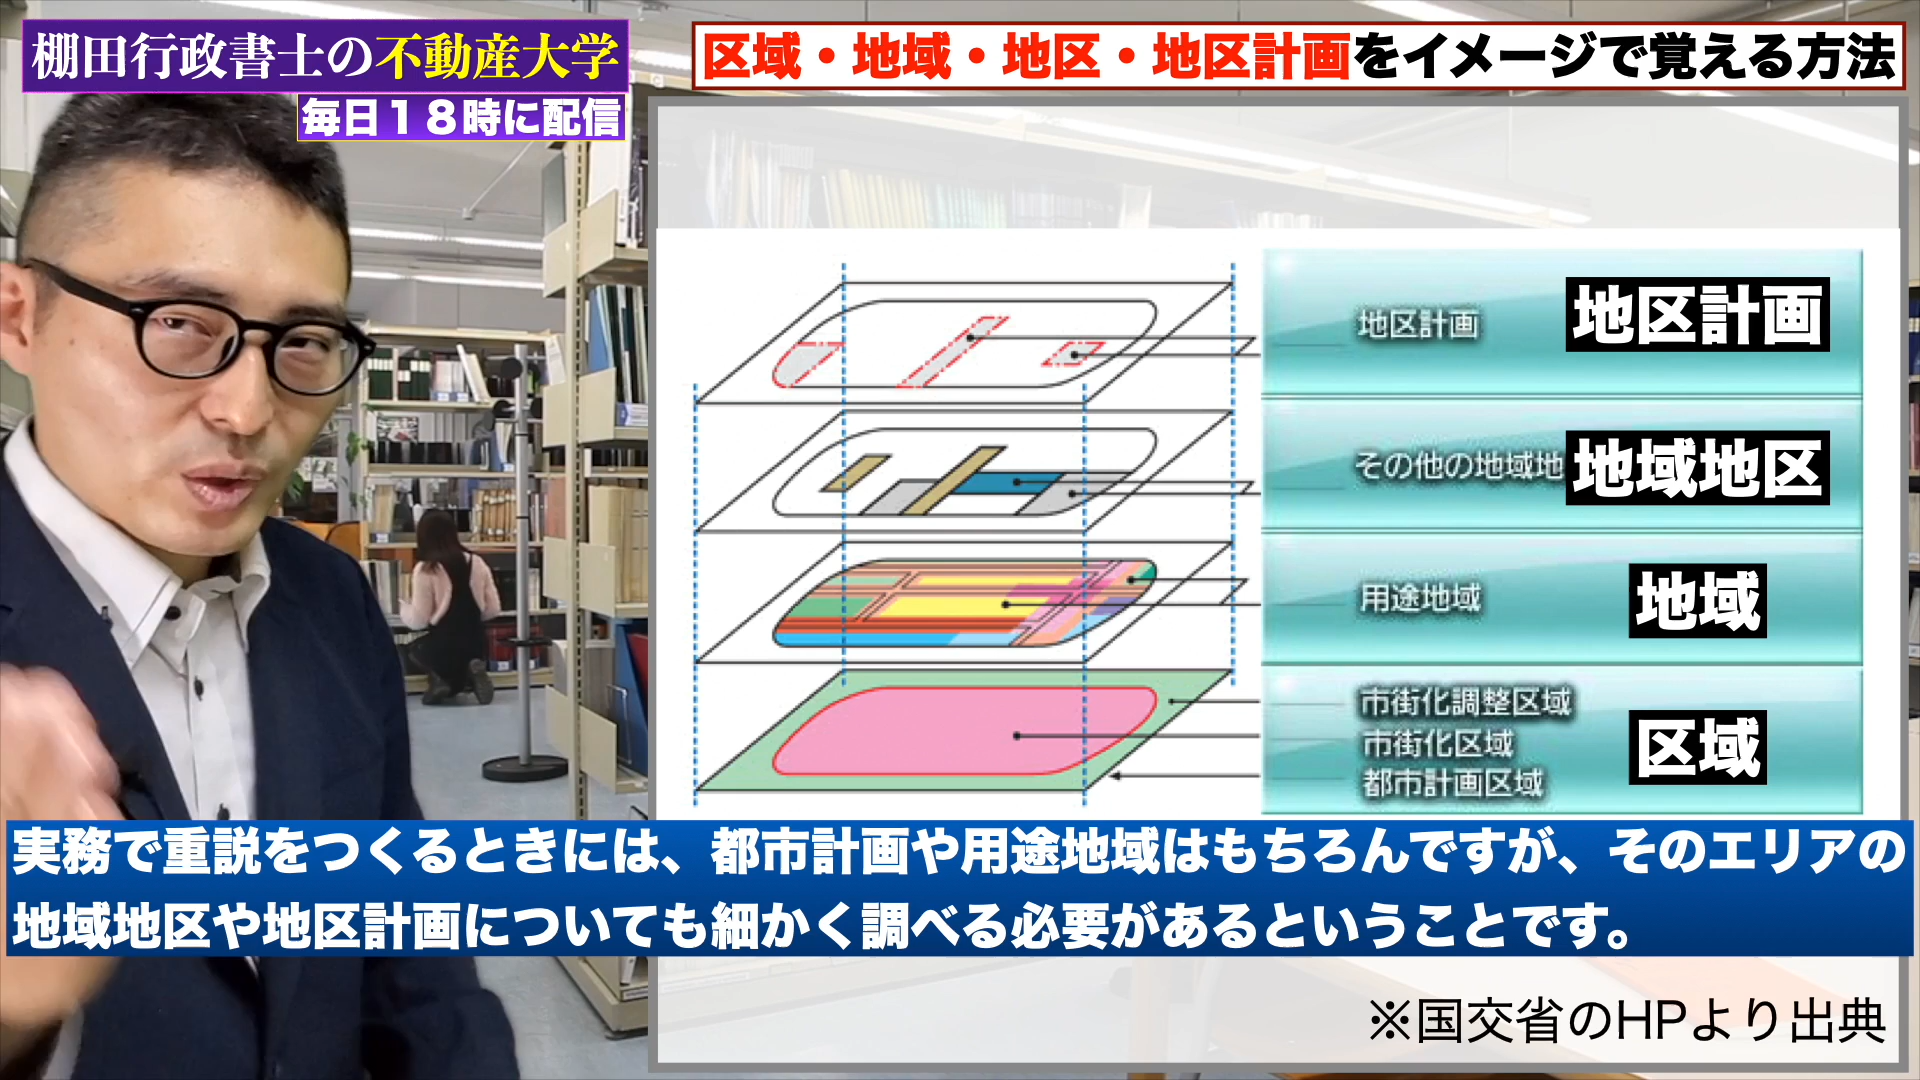 棚田行政書士の不動産大学
毎日１８時に配信
区域・地域・地区・地区計画をイメージで覚える方法
地区計画
地区計画
その他の地域地
地域地区
用途地域
地域
市街化調整区域
市街化区域
都市計画区域
区域
実務で重説をつくるときには、都市計画や用途地域はもちろんですが、そのエリアの
地域地区や地区計画についても細かく調べる必要があるということです。
※国交省のHPより出典